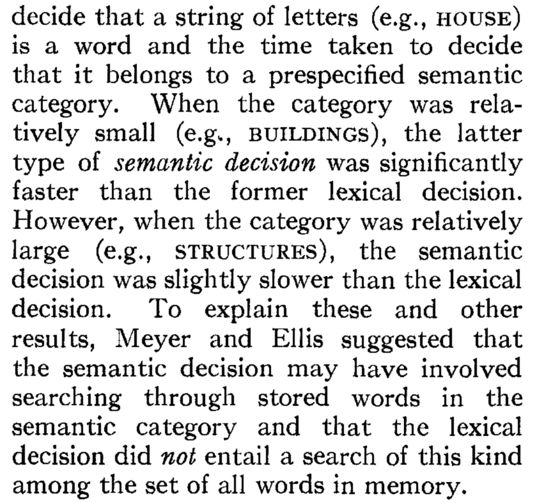 decide that a string of letters (e.g., HOUSE)
is a word and the time taken to decide
that it belongs to a prespecified semantic
category. When the category was rela-
tively small (e.g., BUILDINGS), the latter
type of semantic decision was significantly
faster than the former lexical decision.
However, when the category was relatively
large (e.g., STRUCTURES), the semantic
decision was slightly slower than the lexical
decision. To explain these and other
results, Meyer and Ellis suggested that
the semantic decision may have involved
searching through stored words in the
semantic category and that the lexical
decision did not entail a search of this kind
among the set of all words in memory.